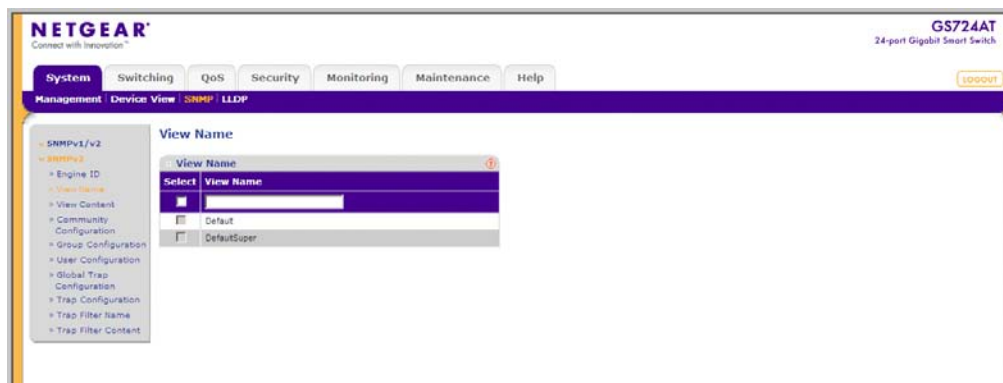 NETGEAR
Connect with Innovation™
GS724AT
24-port Gigabit Smart Switch
System Switching QoS Security Monitoring Maintenance Help
LOGOUT
Management Device View SNMP LLDP
SNMPv1/v2
SNMPv3
Engine ID
View Name
View Content
Community
Configuration
Group Configuration
User Configuration
Global Trap
Configuration
Trap Configuration
Trap Filter Name
Trap Filter Content
View Name
View Name
Select View Name
Default
DefaultSuper